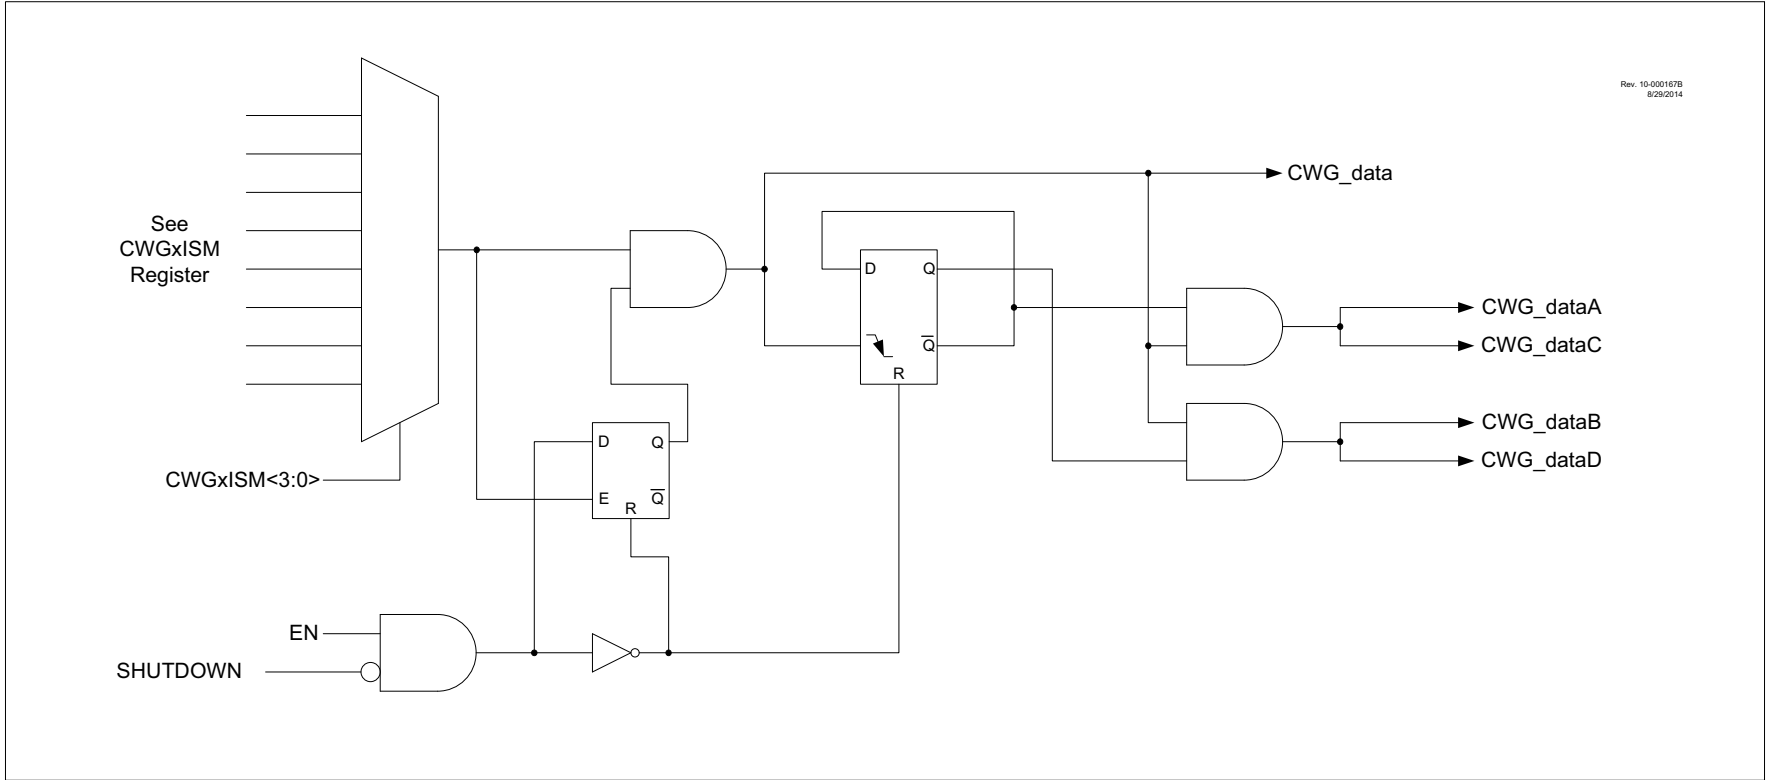 Rev. 10-000167B
8/29/2014
CWG_data
See
CWGxISM
Register
D
Q
Q̅
R
CWG_dataA
CWG_dataC
CWG_dataB
CWG_dataD
D
Q
E
Q̅
R
CWGxISM<3:0>
EN
SHUTDOWN